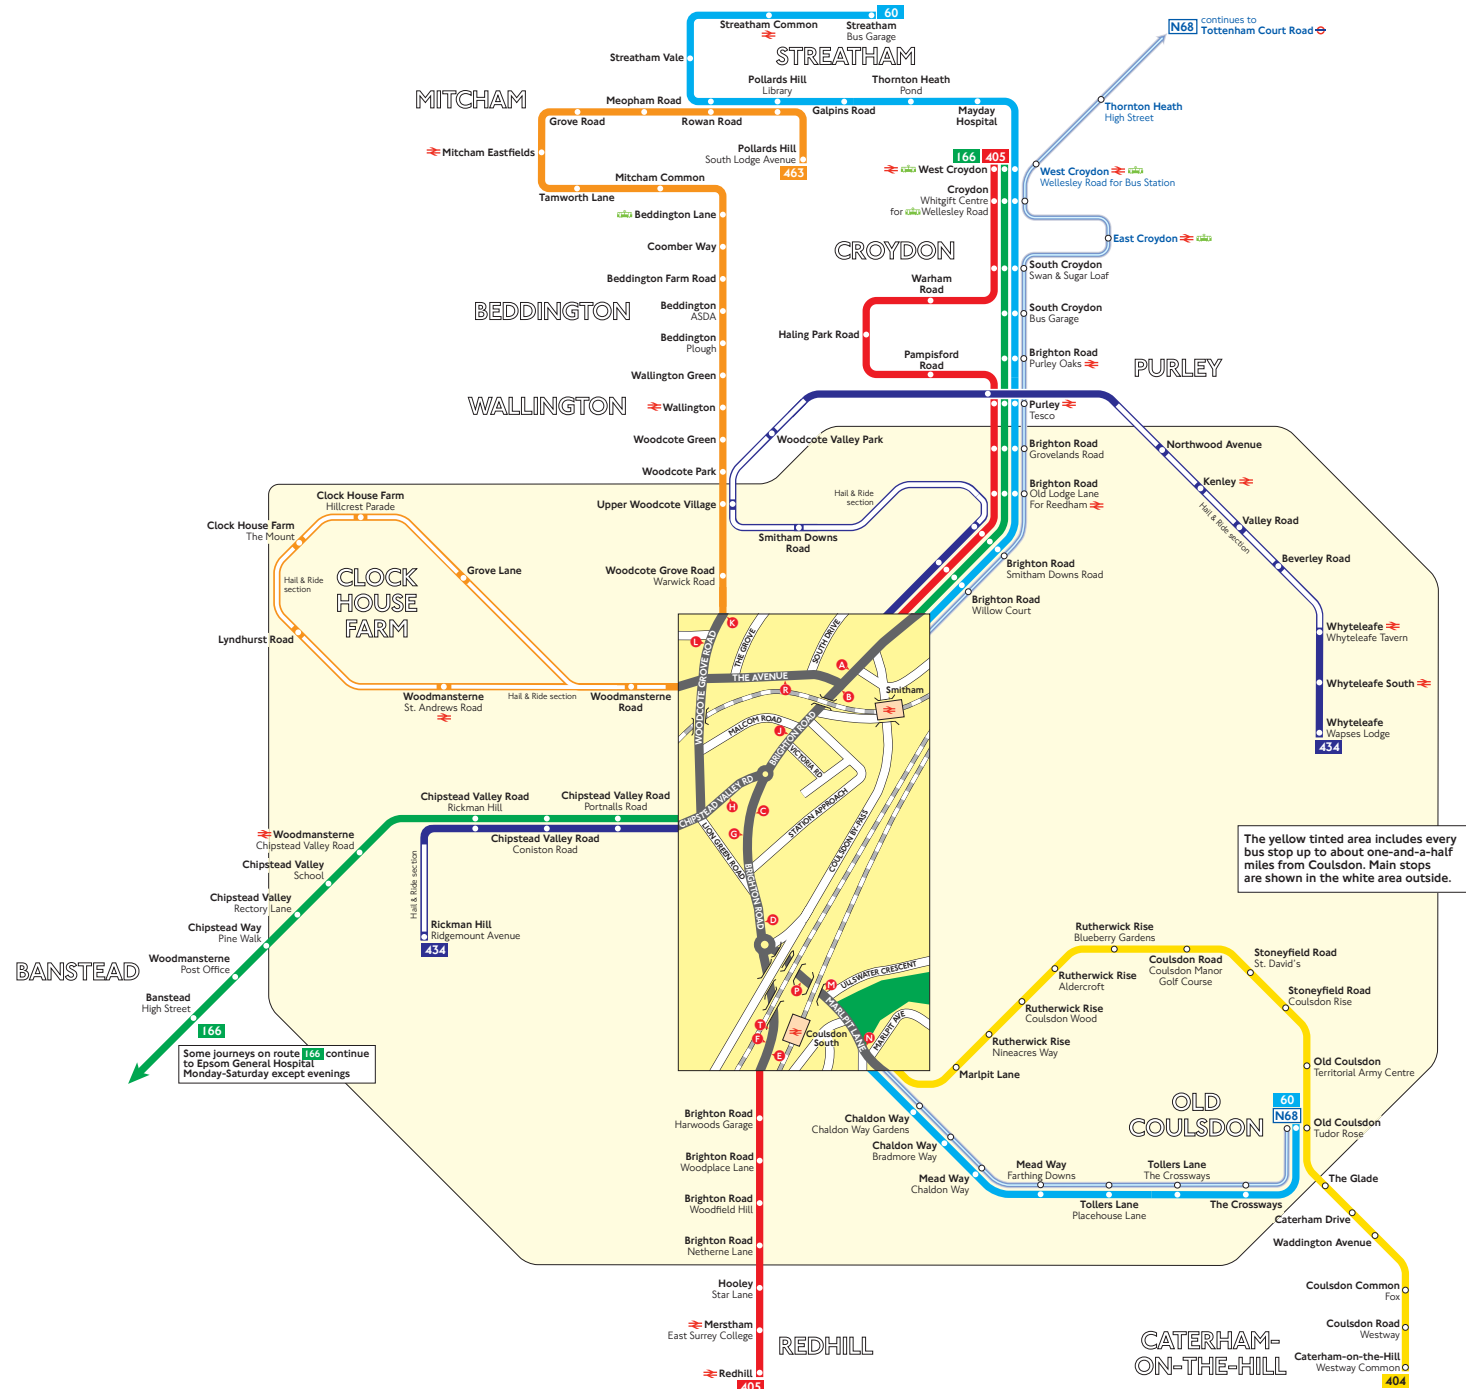 60
Streatham Common
Streatham
Bus Garage
STREATHAM
Streatham Vale
N68
continues to
Tottenham Court Road
Pollards Hill
Library
Thornton Heath
Pond
MITCHAM
Meopham Road
Grove Road
Rowan Road
Galpins Road
Mayday
Hospital
Thornton Heath
High Street
Mitcham Eastfields
Pollards Hill
South Lodge Avenue
463
166
405
West Croydon
West Croydon
Wellesley Road for Bus Station
Mitcham Common
Tamworth Lane
Croydon
Whitgift Centre
for Wellesley Road
Beddington Lane
East Croydon
Coomber Way
CROYDON
South Croydon
Swan & Sugar Loaf
Beddington Farm Road
Warham
Road
BEDDINGTON
Beddington
ASDA
South Croydon
Bus Garage
Haling Park Road
Beddington
Plough
Pampisford
Road
Brighton Road
Purley Oaks
PURLEY
Wallington Green
WALLINGTON
Wallington
Purley
Tesco
Woodcote Green
Woodcote Valley Park
Brighton Road
Grovelands Road
Northwood Avenue
Woodcote Park
Kenley
Clock House Farm
Hillcrest Parade
Upper Woodcote Village
Hail & Ride
section
Brighton Road
Old Lodge Lane
For Reedham
Clock House Farm
The Mount
Smitham Downs
Road
Valley Road
Hail & Ride section
Beverley Road
Hail & Ride
section
CLOCK
HOUSE
FARM
Grove Lane
Woodcote Grove Road
Warwick Road
Brighton Road
Smitham Downs Road
Brighton Road
Willow Court
Lyndhurst Road
Whyteleafe
Whyteleafe Tavern
Woodmansterne
St. Andrews Road
Hail & Ride section
Woodmansterne
Road
Whyteleafe South
Whyteleafe
Wapses Lodge
434
K
L
WOODCOTE GROVE ROAD
THE GROVE
SOUTH DRIVE
A
THE AVENUE
R
B
Smitham
MALCOM ROAD
J
BRIGHTON ROAD
VICTORIA RD
CHIPSTEAD VALLEY RD
H
C
G
STATION APPROACH
COULSDON BY-PASS
LION GREEN ROAD
BRIGHTON ROAD
D
ULLSWATER CRESCENT
M
P
MARLPIT LANE
MARLPIT AVE
N
T
F
E
Coulsdon
South
Chipstead Valley Road
Rickman Hill
Chipstead Valley Road
Portnalls Road
Woodmansterne
Chipstead Valley Road
Chipstead Valley Road
Coniston Road
Chipstead Valley
School
Hail & Ride section
Chipstead Valley
Rectory Lane
Rickman Hill
Ridgemount Avenue
434
Chipstead Way
Pine Walk
BANSTEAD
Woodmansterne
Post Office
Banstead
High Street
166
Some journeys on route 166 continue
to Epsom General Hospital
Monday-Saturday except evenings
The yellow tinted area includes every
bus stop up to about one-and-a-half
miles from Coulsdon. Main stops
are shown in the white area outside.
Rutherwick Rise
Blueberry Gardens
Coulsdon Road
Coulsdon Manor
Golf Course
Stoneyfield Road
St. David's
Rutherwick Rise
Aldercroft
Stoneyfield Road
Coulsdon Rise
Rutherwick Rise
Coulsdon Wood
Rutherwick Rise
Nineacres Way
Marlpit Lane
Old Coulsdon
Territorial Army Centre
OLD
COULSDON
60
N68
Old Coulsdon
Tudor Rose
Chaldon Way
Chaldon Way Gardens
Chaldon Way
Bradmore Way
Mead Way
Chaldon Way
Mead Way
Farthing Downs
Tollers Lane
The Crossways
Tollers Lane
Placehouse Lane
The Crossways
The Glade
Caterham Drive
Waddington Avenue
Brighton Road
Harwoods Garage
Brighton Road
Woodplace Lane
Brighton Road
Woodfield Hill
Brighton Road
Netherne Lane
Hooley
Star Lane
Merstham
East Surrey College
REDHILL
Redhill
405
Coulsdon Common
Fox
Coulsdon Road
Westway
CATERHAM-
ON-THE-HILL
Caterham-on-the-Hill
Westway Common
404